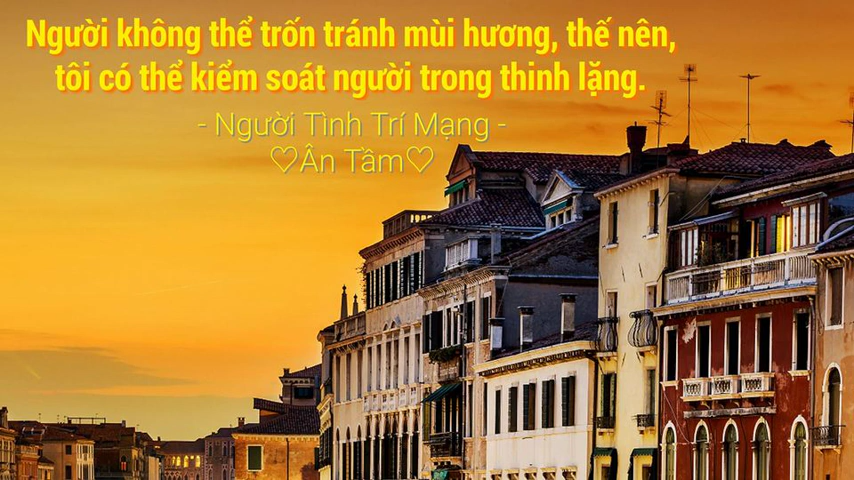 Người không thể trốn tránh mùi hương, thế nên,
tôi có thể kiểm soát người trong thinh lặng.
- Người Tình Trí Mạng -
♡Ân Tầm♡